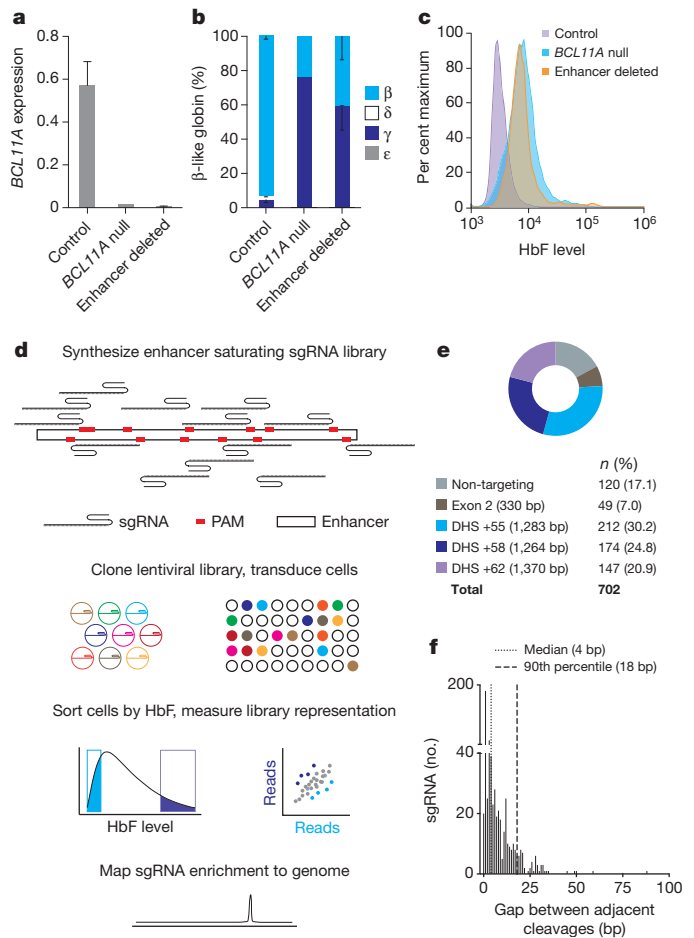 a
BCL11A expression
0.8
0.6
0.4
0.2
0
Control
BCL11A null
Enhancer deleted
b
β-like globin (%)
100
80
60
40
20
0
Control
BCL11A null
Enhancer deleted
β
δ
γ
ε
c
Control
BCL11A null
Enhancer deleted
Per cent maximum
100
80
60
40
20
0
10³ 10⁴ 10⁵ 10⁶
HbF level
d
Synthesize enhancer saturating sgRNA library
sgRNA PAM Enhancer
Clone lentiviral library, transduce cells
Sort cells by HbF, measure library representation
HbF level
Reads
Reads
Map sgRNA enrichment to genome
e
n (%)
Non-targeting 120 (17.1)
Exon 2 (330 bp) 49 (7.0)
DHS +55 (1,283 bp) 212 (30.2)
DHS +58 (1,264 bp) 174 (24.8)
DHS +62 (1,370 bp) 147 (20.9)
Total 702
f
Median (4 bp)
90th percentile (18 bp)
sgRNA (no.)
200
40
20
0
0 25 50 75 100
Gap between adjacent
cleavages (bp)